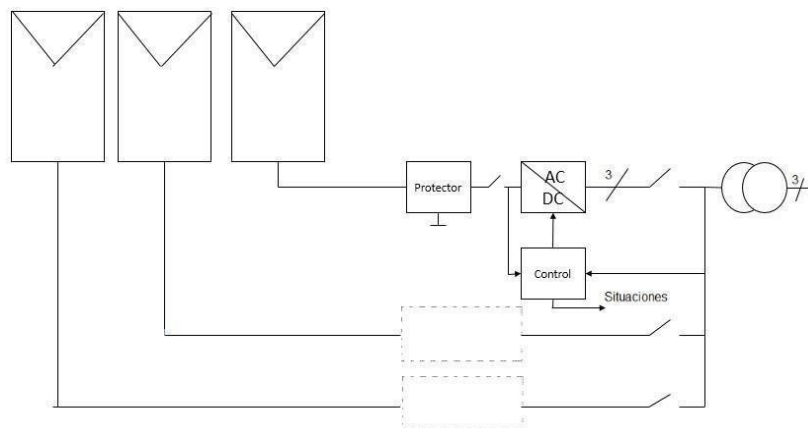 Protector
AC
DC
3
3
Control
Situaciones